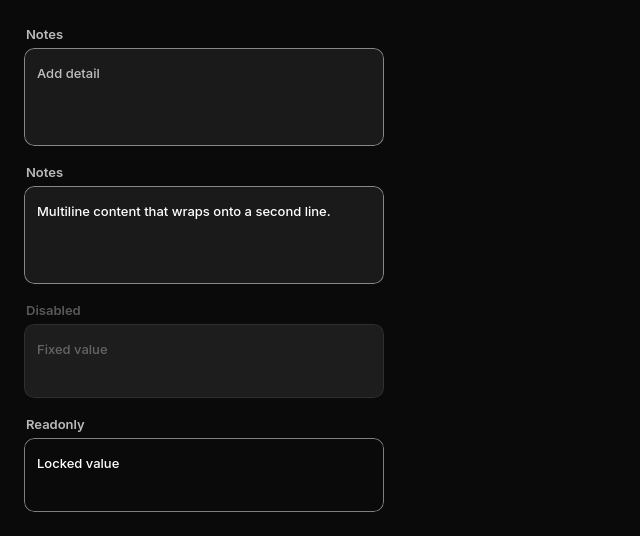 Notes
Add detail
Notes
Multiline content that wraps onto a second line.
Disabled
Fixed value
Readonly
Locked value